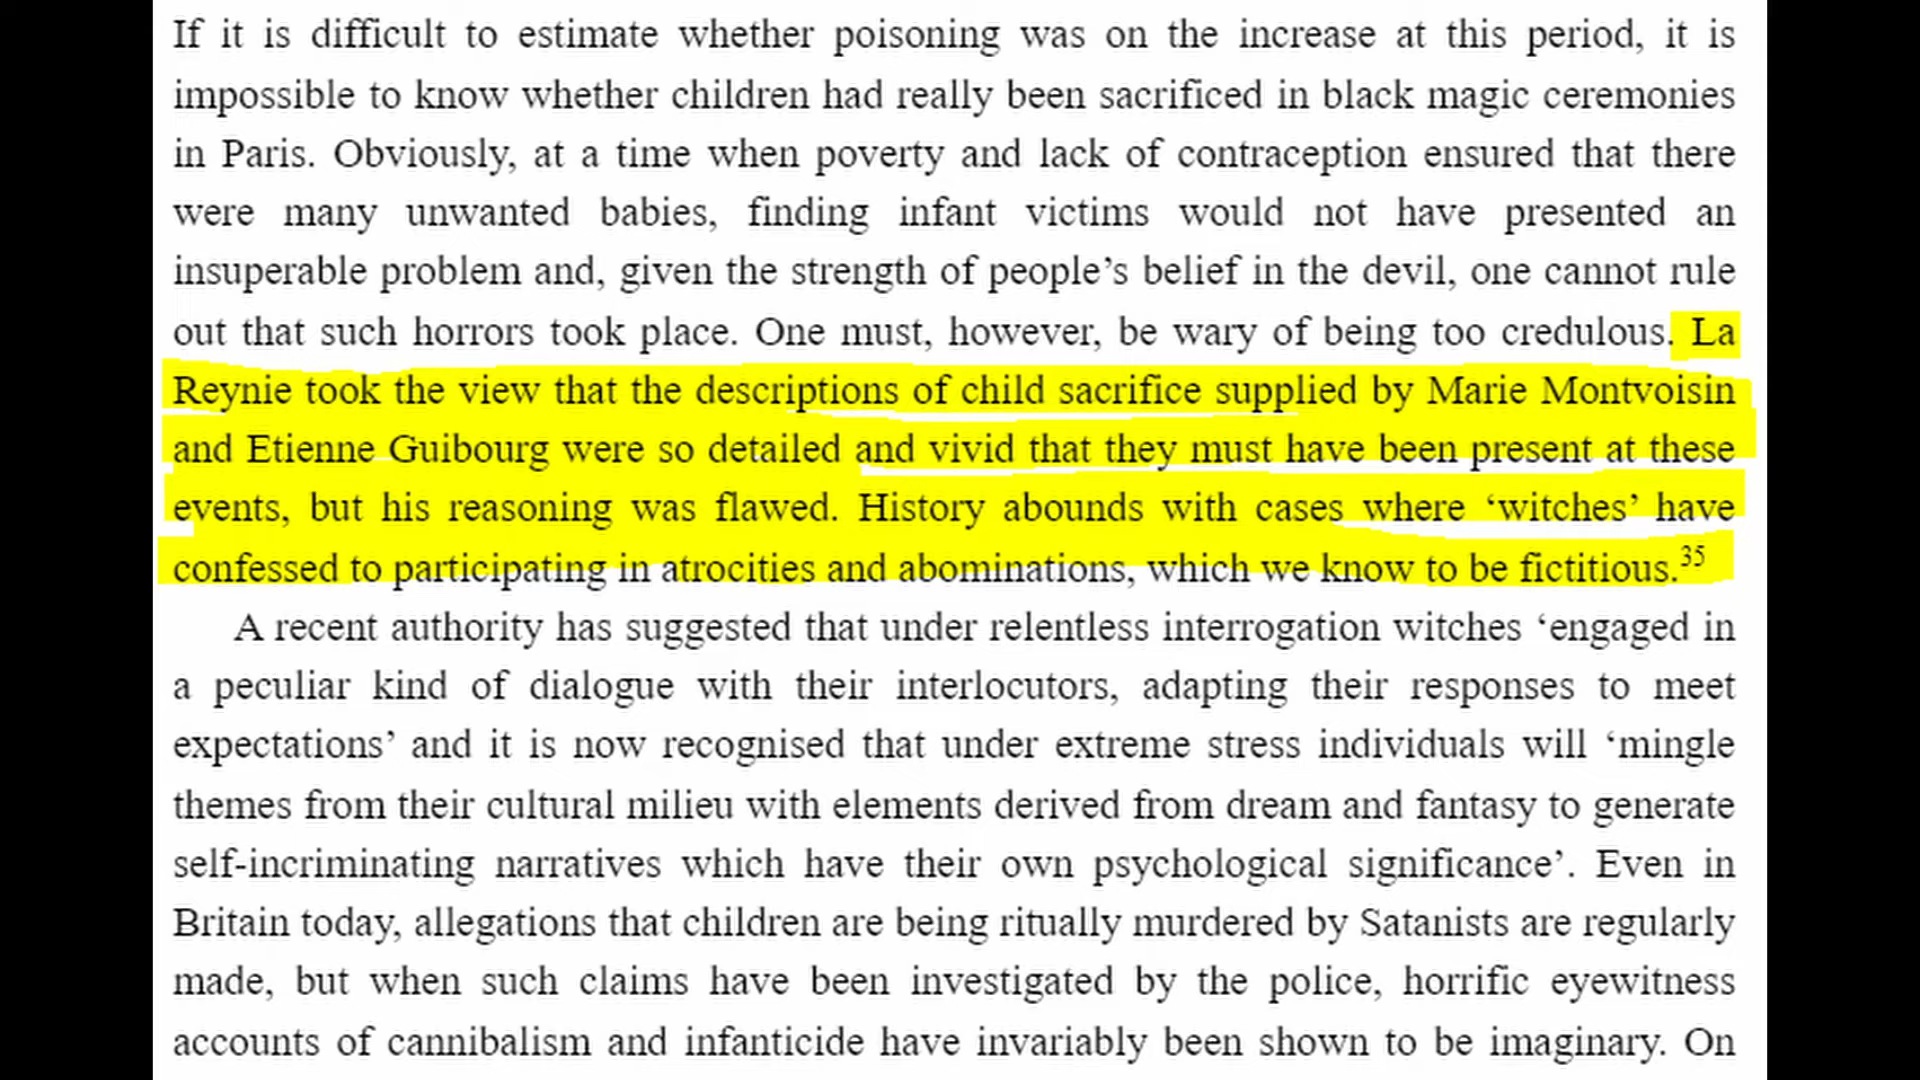 If it is difficult to estimate whether poisoning was on the increase at this period, it is
impossible to know whether children had really been sacrificed in black magic ceremonies
in Paris. Obviously, at a time when poverty and lack of contraception ensured that there
were many unwanted babies, finding infant victims would not have presented an
insuperable problem and, given the strength of people’s belief in the devil, one cannot rule
out that such horrors took place. One must, however, be wary of being too credulous. La
Reynie took the view that the descriptions of child sacrifice supplied by Marie Montvoisin
and Etienne Guibourg were so detailed and vivid that they must have been present at these
events, but his reasoning was flawed. History abounds with cases where ‘witches’ have
confessed to participating in atrocities and abominations, which we know to be fictitious.35
A recent authority has suggested that under relentless interrogation witches ‘engaged in
a peculiar kind of dialogue with their interlocutors, adapting their responses to meet
expectations’ and it is now recognised that under extreme stress individuals will ‘mingle
themes from their cultural milieu with elements derived from dream and fantasy to generate
self-incriminating narratives which have their own psychological significance’. Even in
Britain today, allegations that children are being ritually murdered by Satanists are regularly
made, but when such claims have been investigated by the police, horrific eyewitness
accounts of cannibalism and infanticide have invariably been shown to be imaginary. On